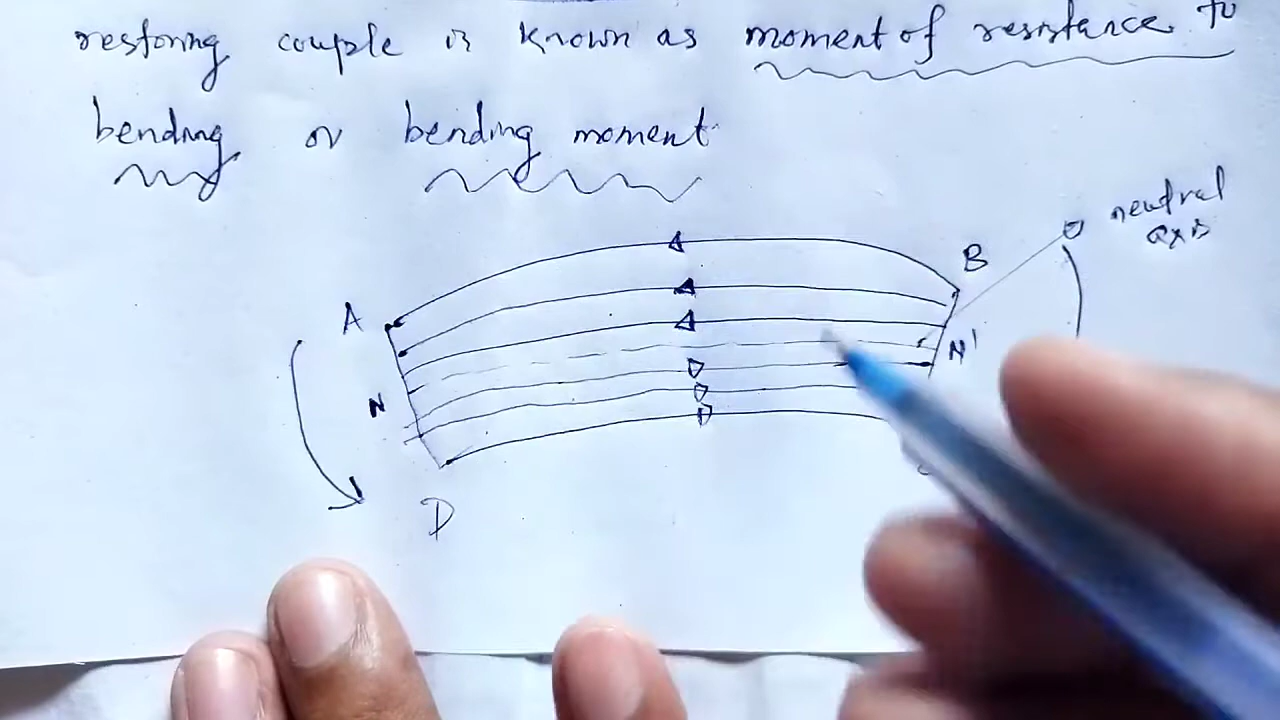 restoring couple is known as moment of resistance to
bending or bending moment.
neutral
axis
B
A
N'
N
D